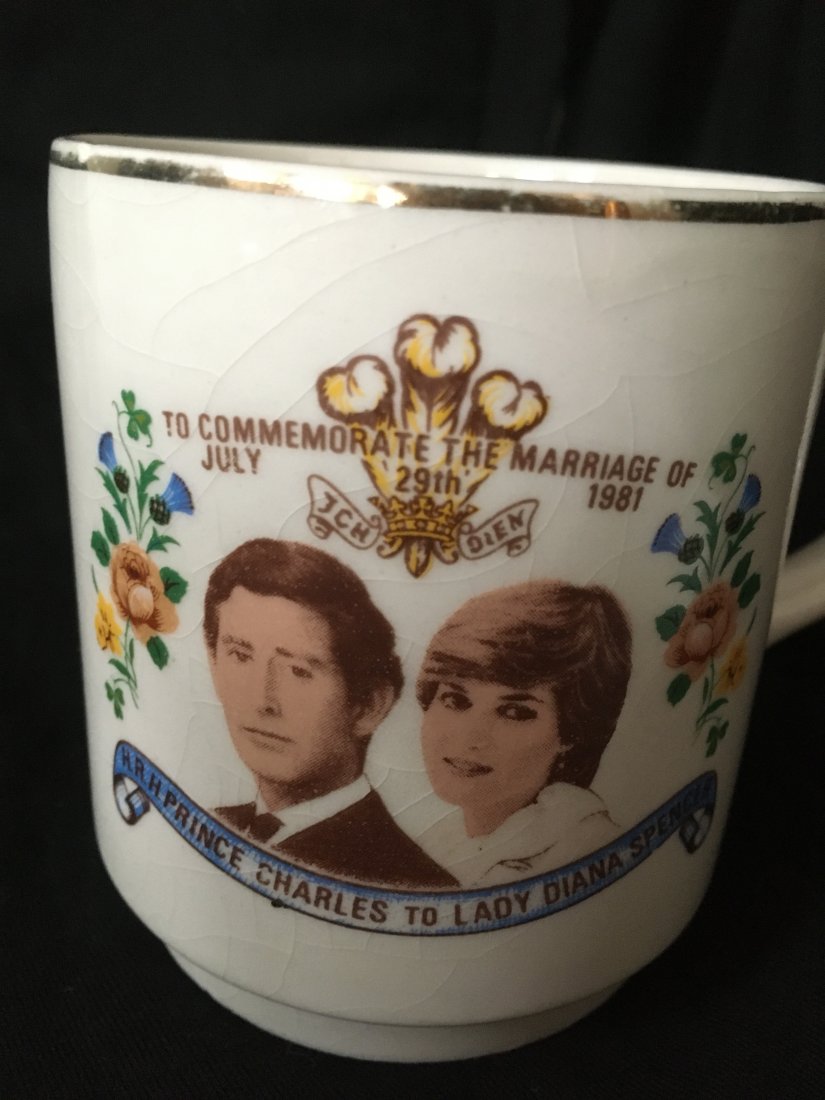 TO COMMEMORATE THE MARRIAGE OF
JULY 29th 1981
ICH DIEN
H.R.H PRINCE CHARLES TO LADY DIANA SPENCER